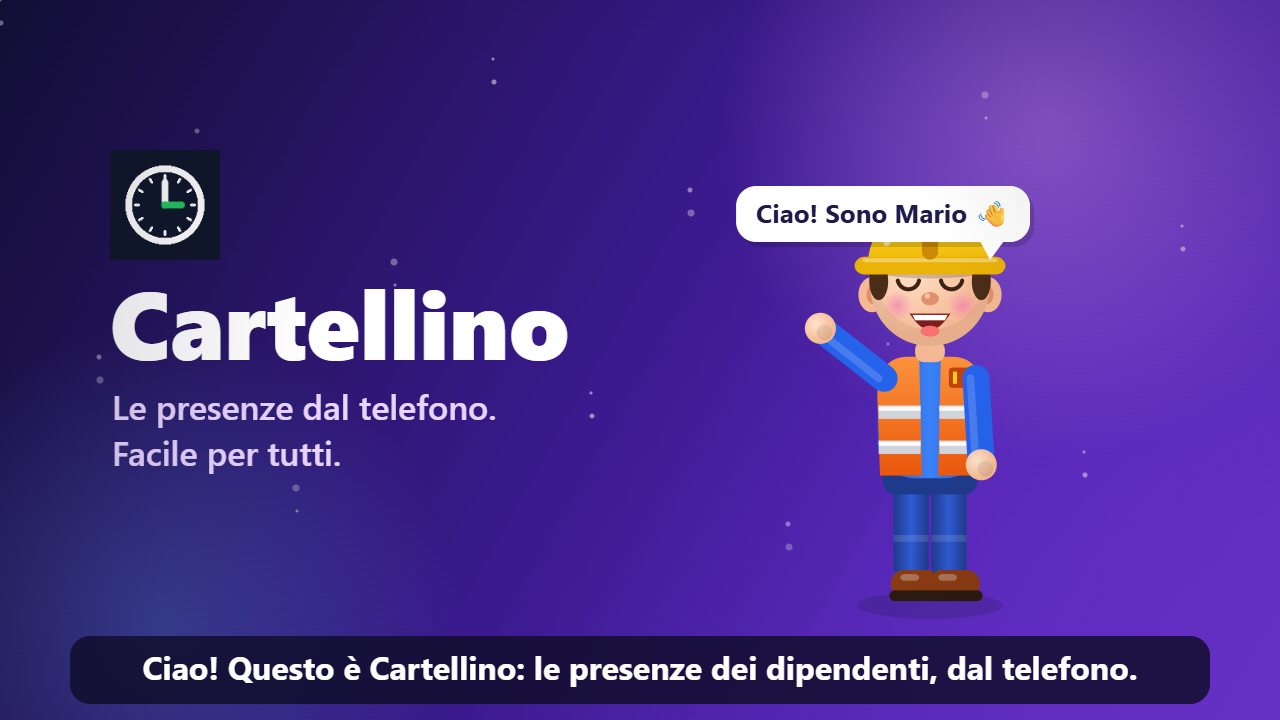 Ciao! Sono Mario 👋
Cartellino
Le presenze dal telefono.
Facile per tutti.
Ciao! Questo è Cartellino: le presenze dei dipendenti, dal telefono.